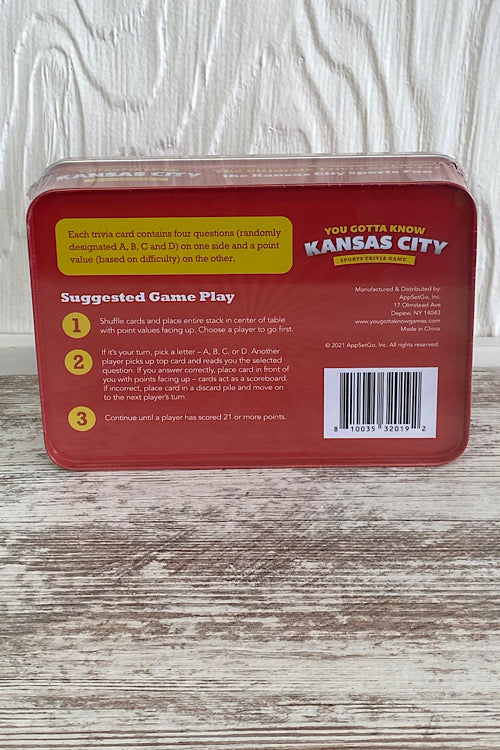 KANSAS CITY
the Kansas City Sports Fan
Each trivia card contains four questions (randomly
designated A, B, C and D) on one side and a point
value (based on difficulty) on the other.
YOU GOTTA KNOW
KANSAS CITY
SPORTS TRIVIA GAME
Suggested Game Play
1
Shuffle cards and place entire stack in center of table
with point values facing up. Choose a player to go first.
2
If it's your turn, pick a letter – A, B, C, or D. Another
player picks up top card and reads you the selected
question. If you answer correctly, place card in front of
you with points facing up – cards act as a scoreboard.
If incorrect, place card in a discard pile and move on
to the next player's turn.
3
Continue until a player has scored 21 or more points.
Manufactured & Distributed by:
AppSetGo, Inc.
17 Olmstead Ave
Depew, NY 14043
www.yougottaknowgames.com
Made in China
© 2021 AppSetGo, Inc. All rights reserved.
8 10035 32019 2